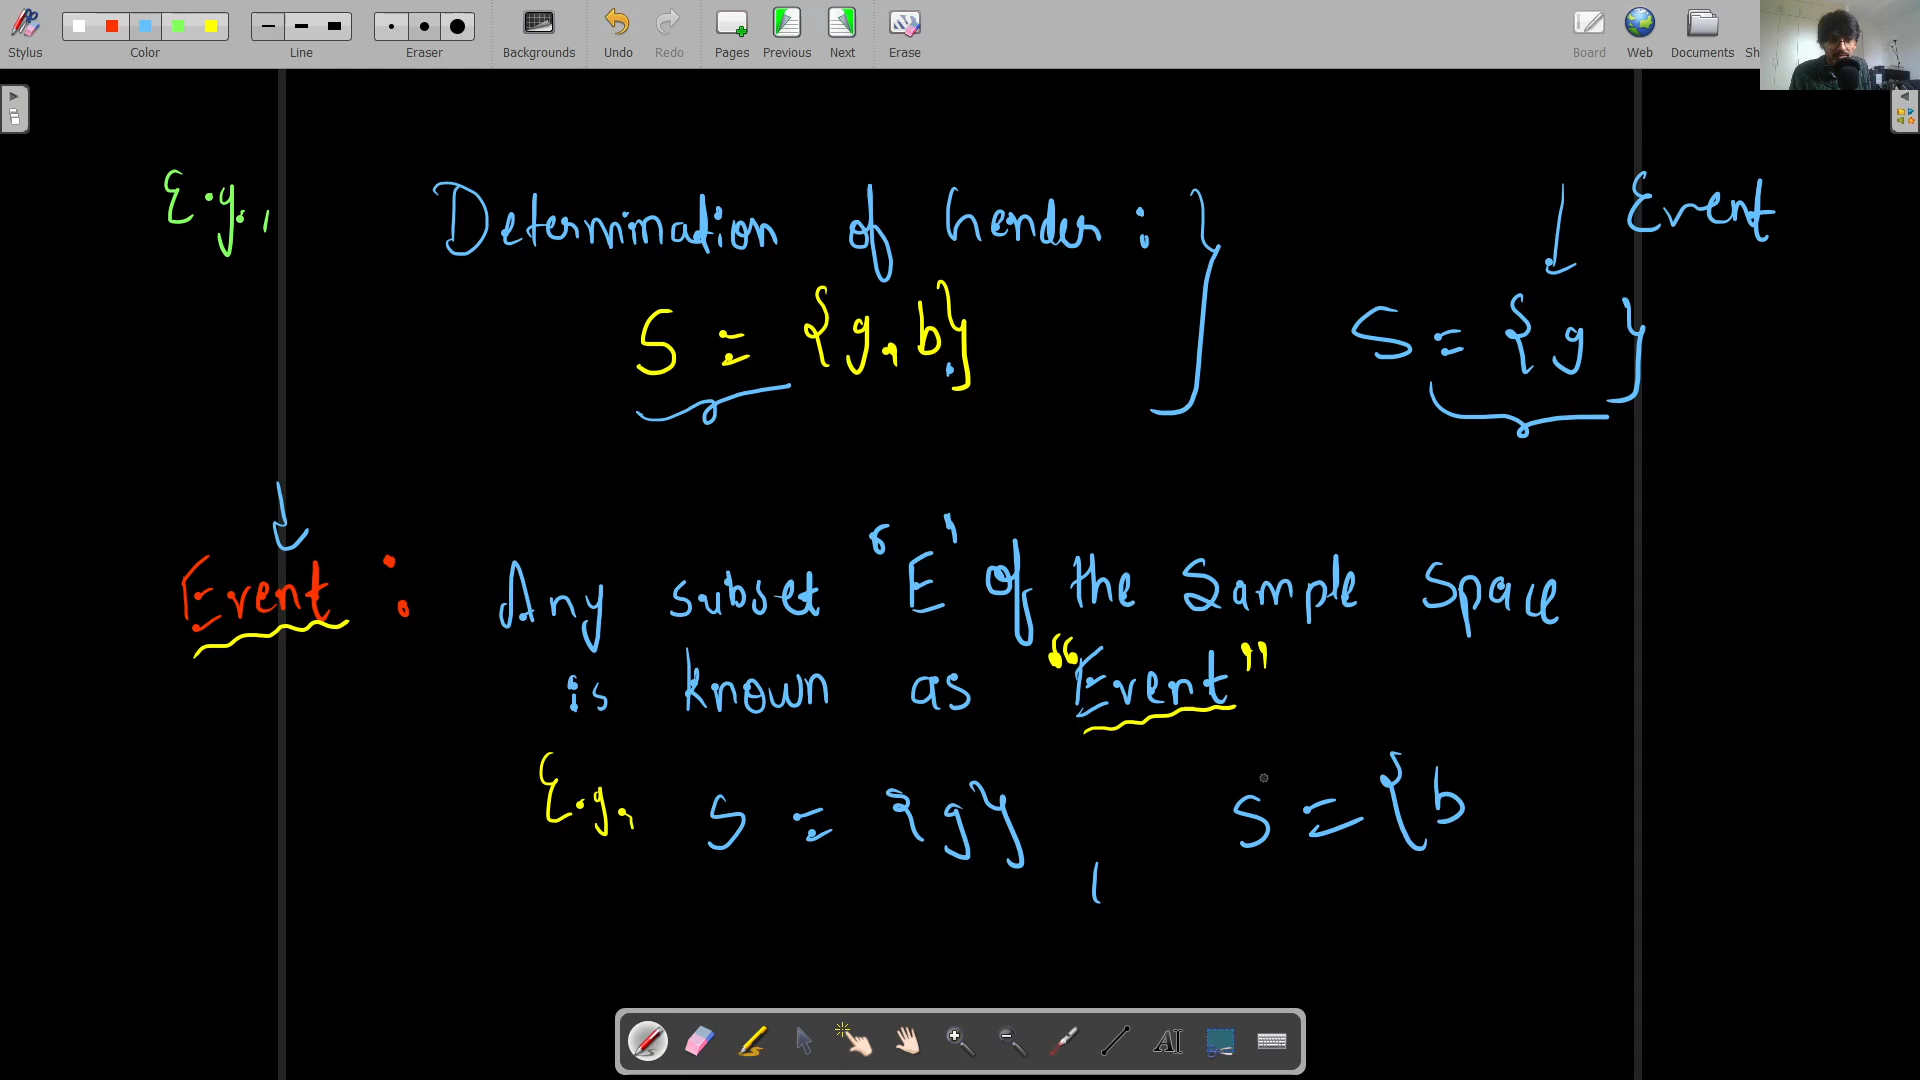 Stylus Color Line Eraser Backgrounds Undo Redo Pages Previous Next Erase Board Web Documents Sh
E.g., Determination of Gender : Event
S = {g, b} S = {g }
Event : Any subset 'E' of the Sample Space
is known as "Event"
E.g, S = {g} , S = {b